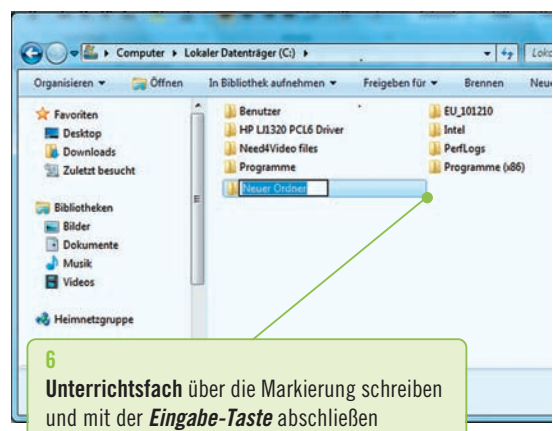 Computer ▸ Lokaler Datenträger (C:) ▸
Organisieren ▾ Öffnen In Bibliothek aufnehmen ▾ Freigeben für ▾ Brennen Neue
Favoriten
Desktop
Downloads
Zuletzt besucht
Bibliotheken
Bilder
Dokumente
Musik
Videos
Heimnetzgruppe
Benutzer
HP LJ1320 PCL6 Driver
Need4Video files
Programme
Neuer Ordner
EU_101210
Intel
PerfLogs
Programme (x86)
6
Unterrichtsfach über die Markierung schreiben
und mit der Eingabe-Taste abschließen